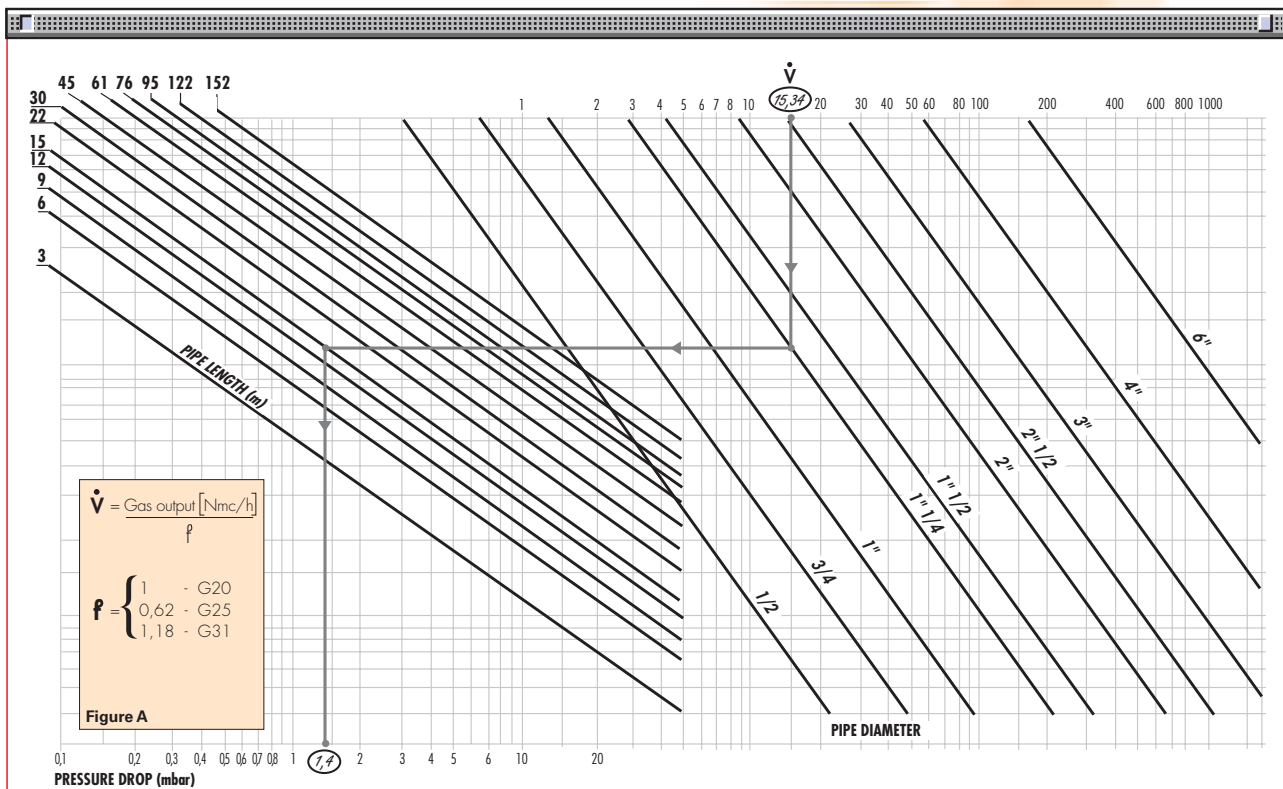 V̇
45 61 76 95 122 152
1 2 3 4 5 6 7 8 10 15,34 20 30 40 50 60 80 100 200 400 600 800 1000
30
22
15
12
9
6
3
PIPE LENGTH (m)
6"
4"
3"
2" 1/2
2"
1" 1/2
1" 1/4
1"
3/4
1/2
V̇ = Gas output [Nmc/h]
f
f = { 1 - G20
0,62 - G25
1,18 - G31
Figure A
PIPE DIAMETER
0,1 0,2 0,3 0,4 0,5 0,6 0,7 0,8 1 1,4 2 3 4 5 6 10 20
PRESSURE DROP (mbar)